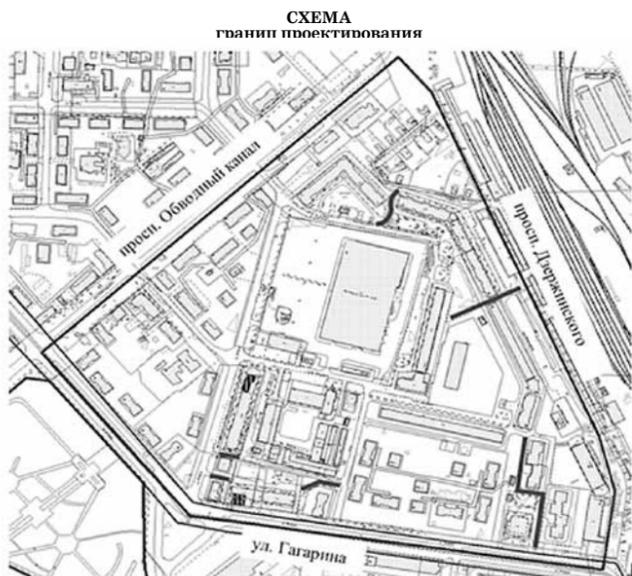 СХЕМА
границ проектирования
просп. Обводный канал
просп. Дзержинского
ул. Гагарина